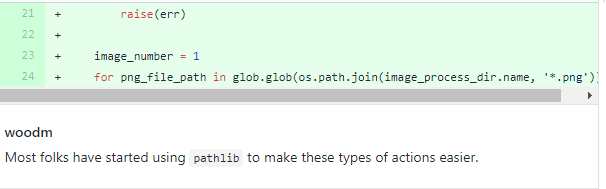 21 + raise(err)
22 +
23 + image_number = 1
24 + for png_file_path in glob.glob(os.path.join(image_process_dir.name, '*.png'))
woodm
Most folks have started using pathlib to make these types of actions easier.